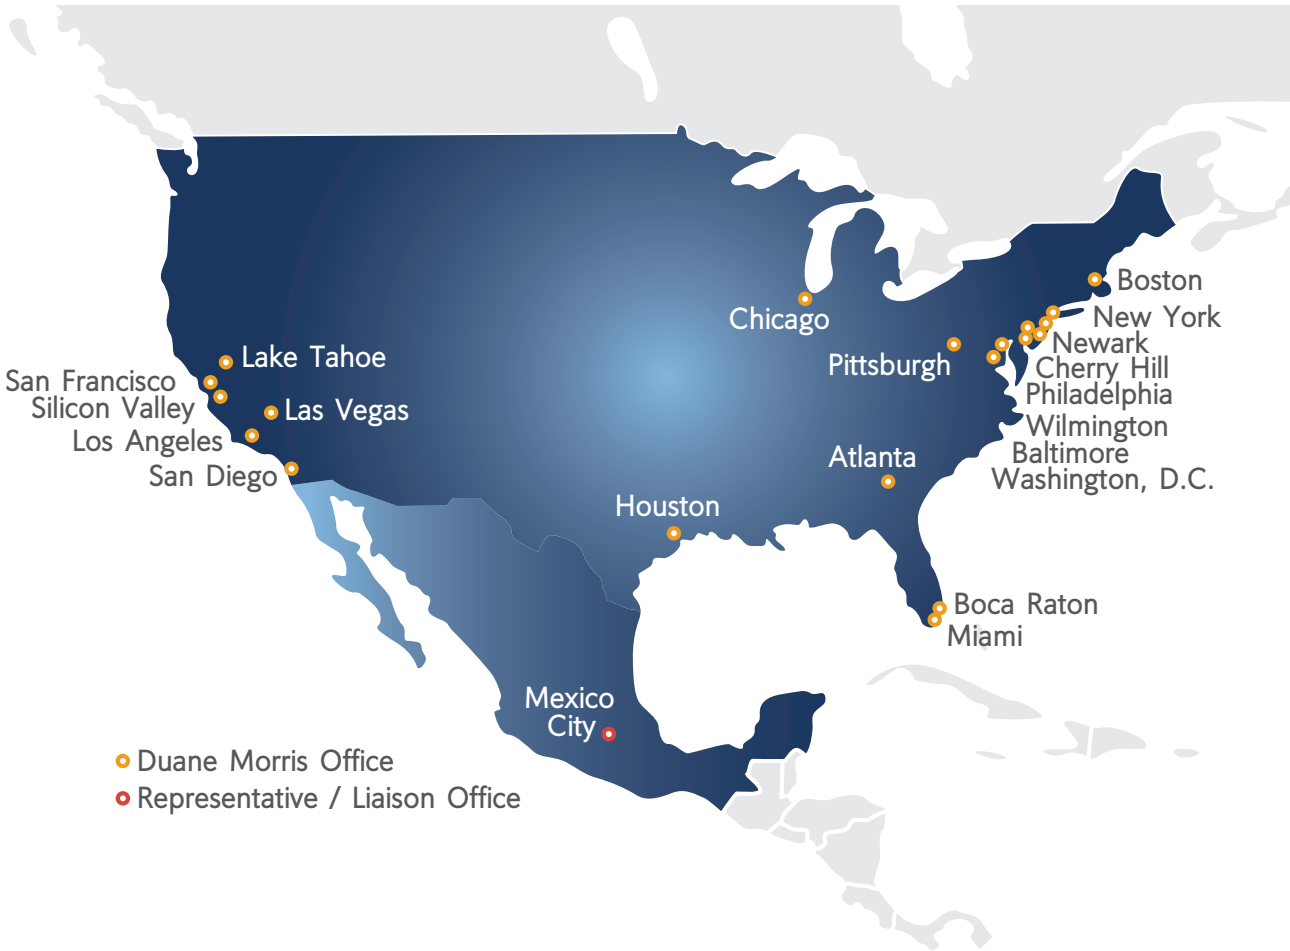 Boston
Chicago
New York
Newark
Lake Tahoe
Pittsburgh
Cherry Hill
San Francisco
Philadelphia
Silicon Valley
Las Vegas
Wilmington
Los Angeles
Baltimore
Atlanta
San Diego
Washington, D.C.
Houston
Boca Raton
Miami
Mexico
City
Duane Morris Office
Representative / Liaison Office